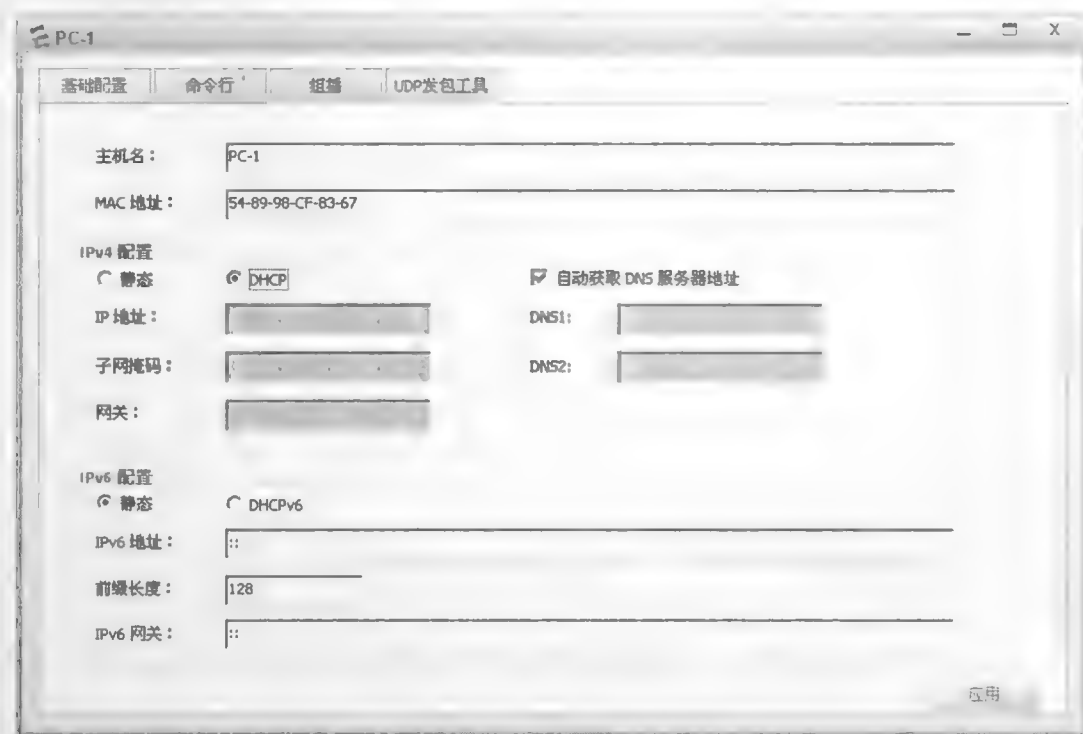 PC-1
基础配置 命令行 组播 UDP发包工具
主机名： PC-1
MAC 地址： 54-89-98-CF-83-67
IPv4 配置
静态 DHCP 自动获取 DNS 服务器地址
IP 地址： DNS1:
子网掩码： DNS2:
网关：
IPv6 配置
静态 DHCPv6
IPv6 地址： ::
前缀长度： 128
IPv6 网关： ::
应用